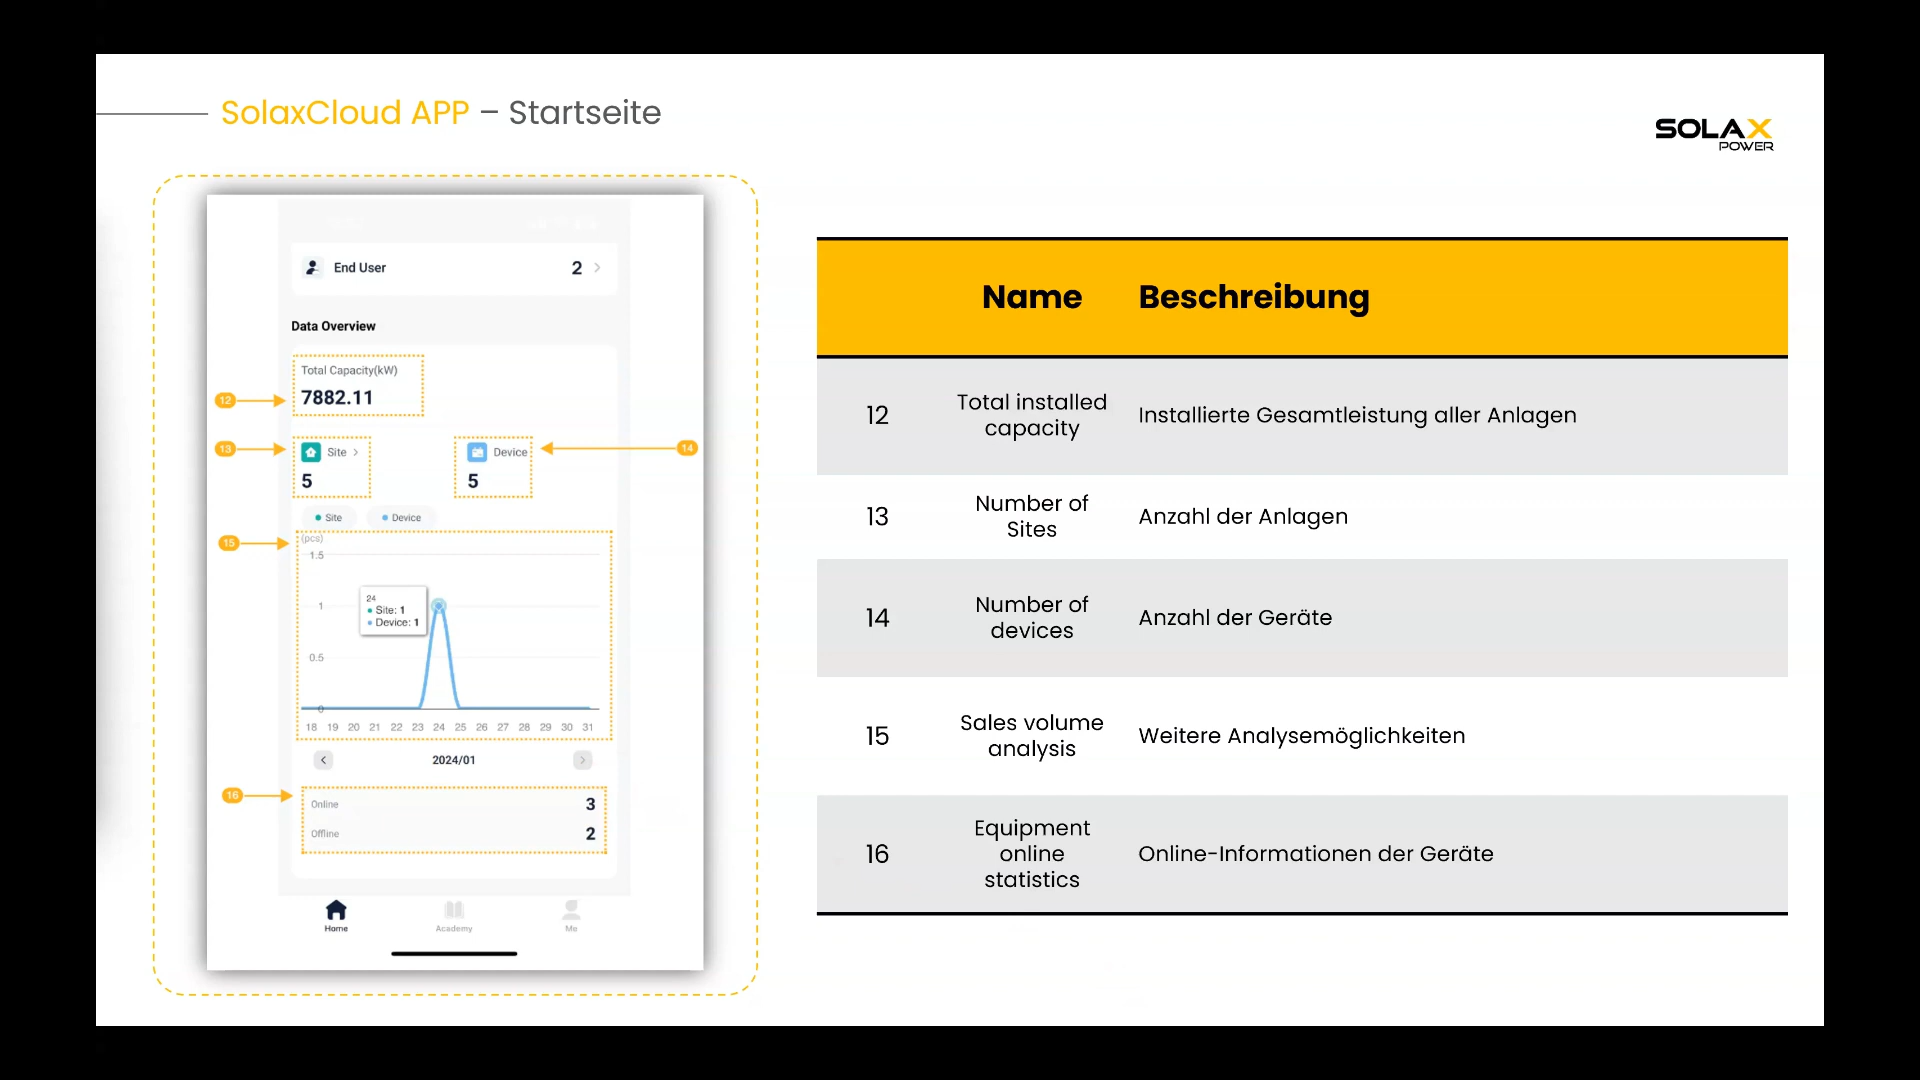 SolaxCloud APP – Startseite
SOLAX
POWER
End User 2
Data Overview
Total Capacity(kW)
12
7882.11
13
Site
Device
14
5
5
Site
Device
15
(pcs)
1.5
24
1
Site: 1
Device: 1
0.5
0
18 19 20 21 22 23 24 25 26 27 28 29 30 31
2024/01
16
Online 3
Offline 2
Home
Academy
Me
Name Beschreibung
12
Total installed
capacity
Installierte Gesamtleistung aller Anlagen
13
Number of
Sites
Anzahl der Anlagen
14
Number of
devices
Anzahl der Geräte
15
Sales volume
analysis
Weitere Analysemöglichkeiten
16
Equipment
online
statistics
Online-Informationen der Geräte